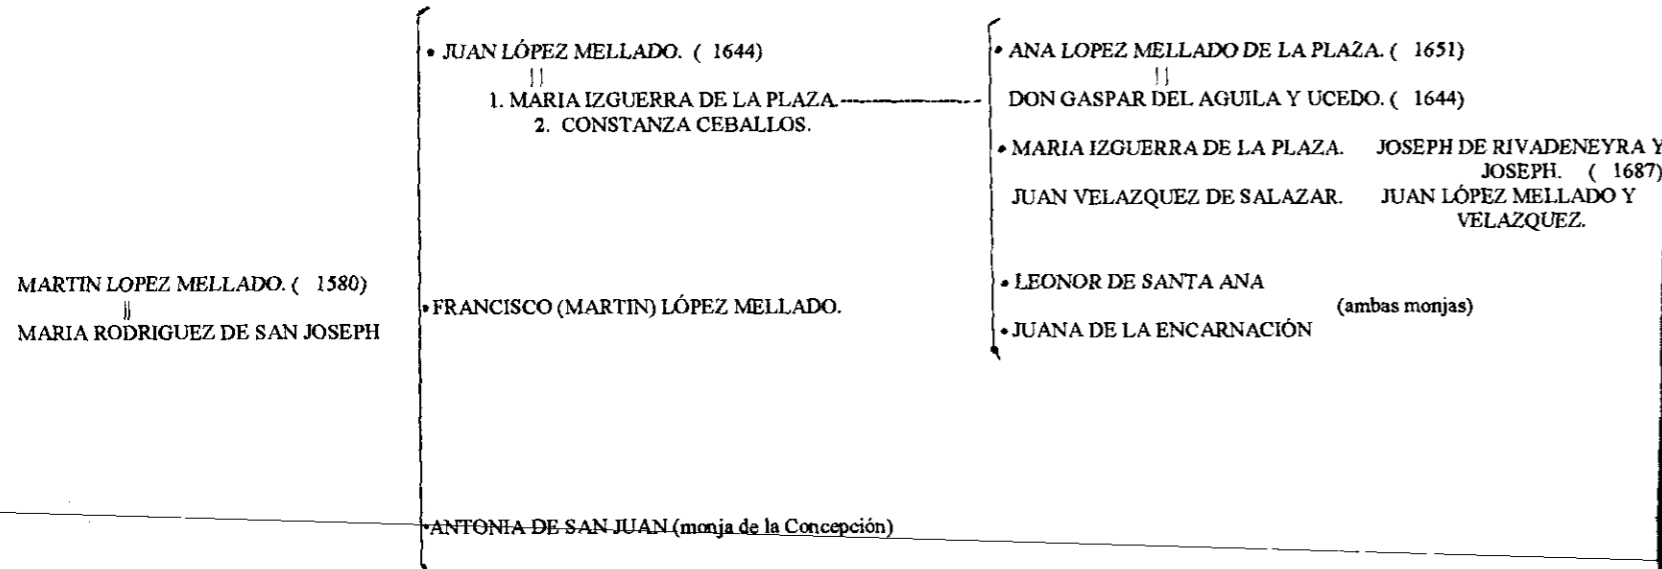 MARTIN LOPEZ MELLADO. ( 1580)
||
MARIA RODRIGUEZ DE SAN JOSEPH
• JUAN LÓPEZ MELLADO. ( 1644)
||
1. MARIA IZGUERRA DE LA PLAZA.
2. CONSTANZA CEBALLOS.
• FRANCISCO (MARTIN) LÓPEZ MELLADO.
• ANTONIA DE SAN JUAN (monja de la Concepción)
• ANA LOPEZ MELLADO DE LA PLAZA. ( 1651)
||
DON GASPAR DEL AGUILA Y UCEDO. ( 1644)
• MARIA IZGUERRA DE LA PLAZA. JOSEPH DE RIVADENEYRA Y
JOSEPH. ( 1687)
JUAN VELAZQUEZ DE SALAZAR. JUAN LÓPEZ MELLADO Y
VELAZQUEZ.
• LEONOR DE SANTA ANA
(ambas monjas)
• JUANA DE LA ENCARNACIÓN